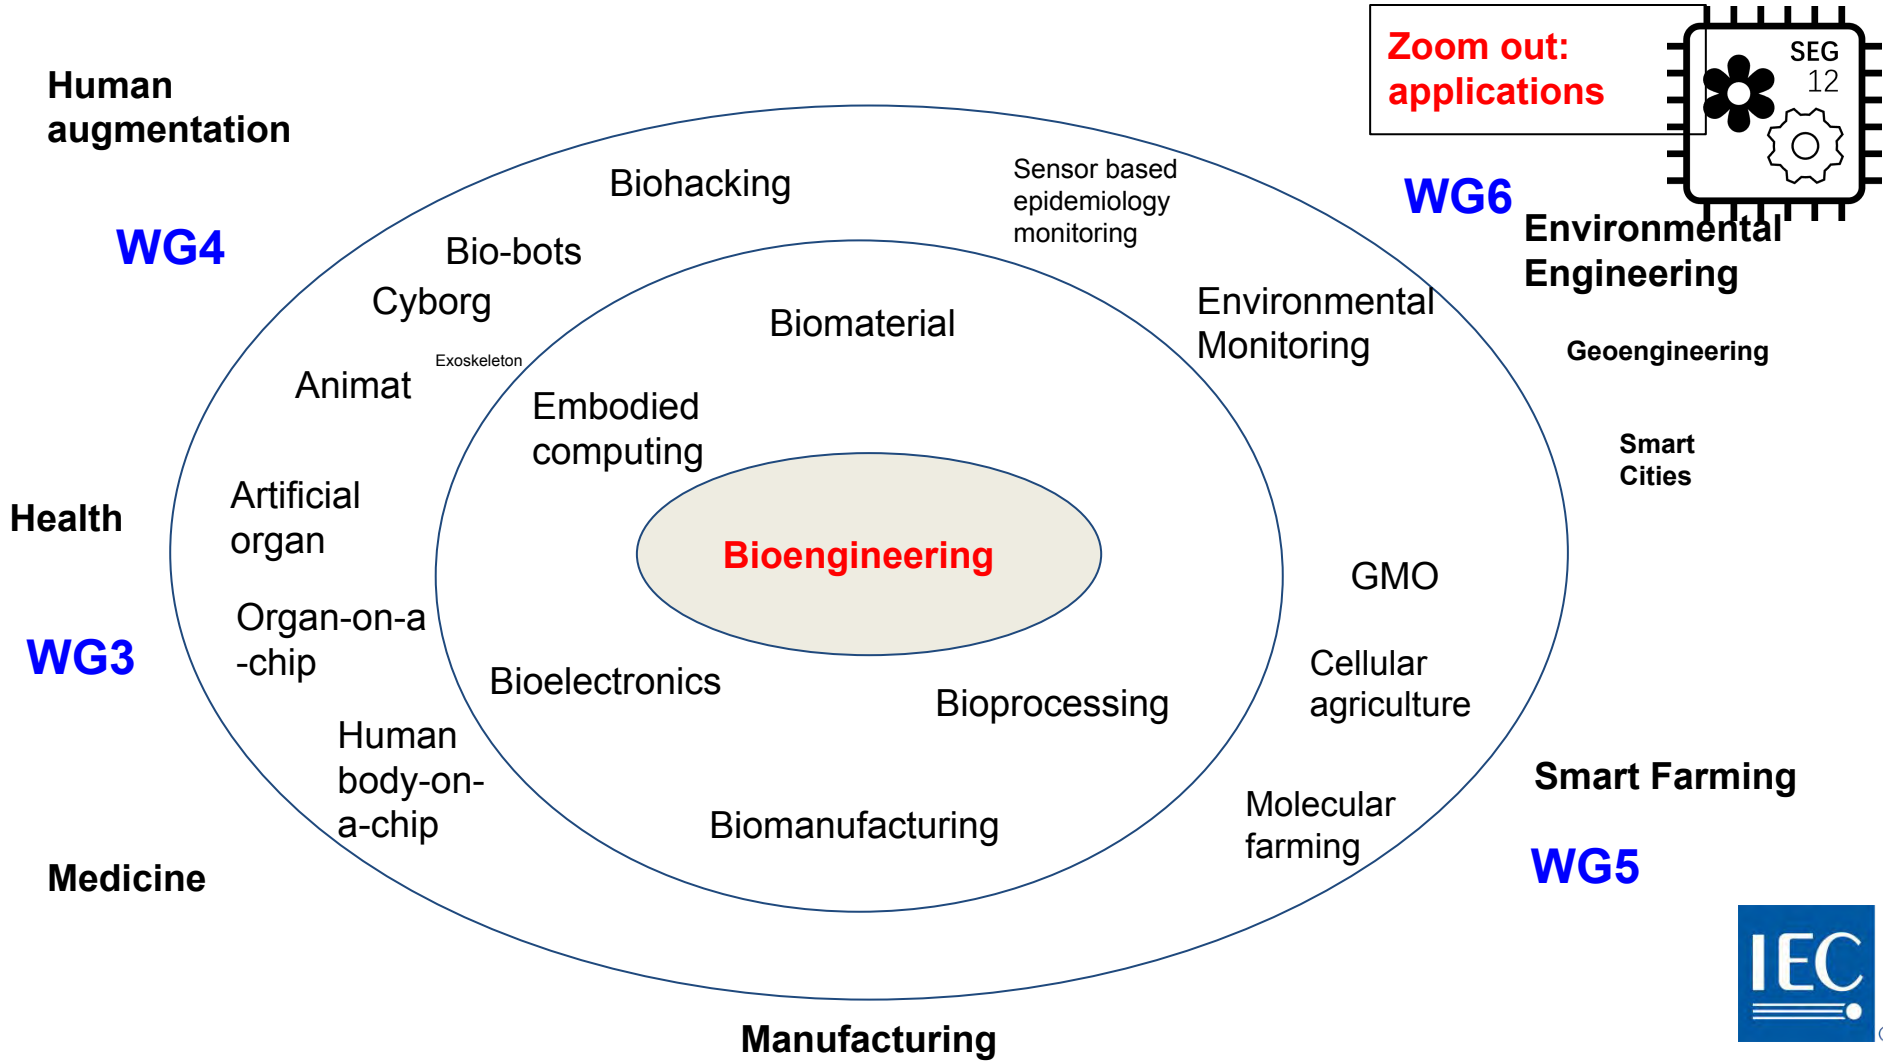 Zoom out:
applications
SEG
12
Human
augmentation
WG4
WG6
Environmental
Engineering
Biohacking
Sensor based
epidemiology
monitoring
Bio-bots
Cyborg
Exoskeleton
Animat
Biomaterial
Environmental
Monitoring
Geoengineering
Embodied
computing
Smart
Cities
Health
Artificial
organ
Bioengineering
GMO
WG3
Organ-on-a
-chip
Bioelectronics
Bioprocessing
Cellular
agriculture
Human
body-on-
a-chip
Biomanufacturing
Molecular
farming
Smart Farming
WG5
Medicine
Manufacturing
IEC